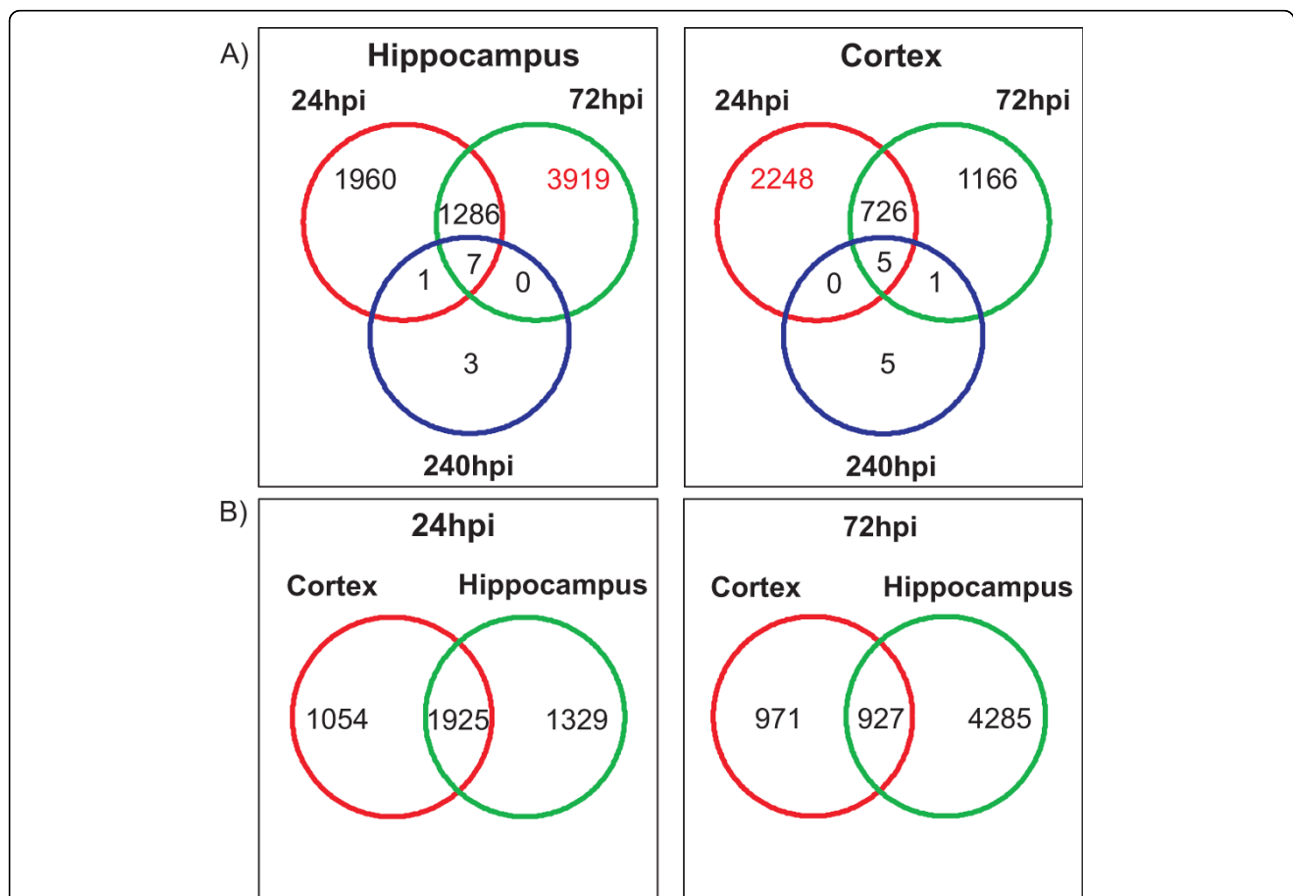 A)
Hippocampus
24hpi 72hpi
1960 3919
1286
1 7 0
3
240hpi
Cortex
24hpi 72hpi
2248 1166
726
0 5 1
5
240hpi
B)
24hpi
Cortex Hippocampus
1054 1925 1329
72hpi
Cortex Hippocampus
971 927 4285